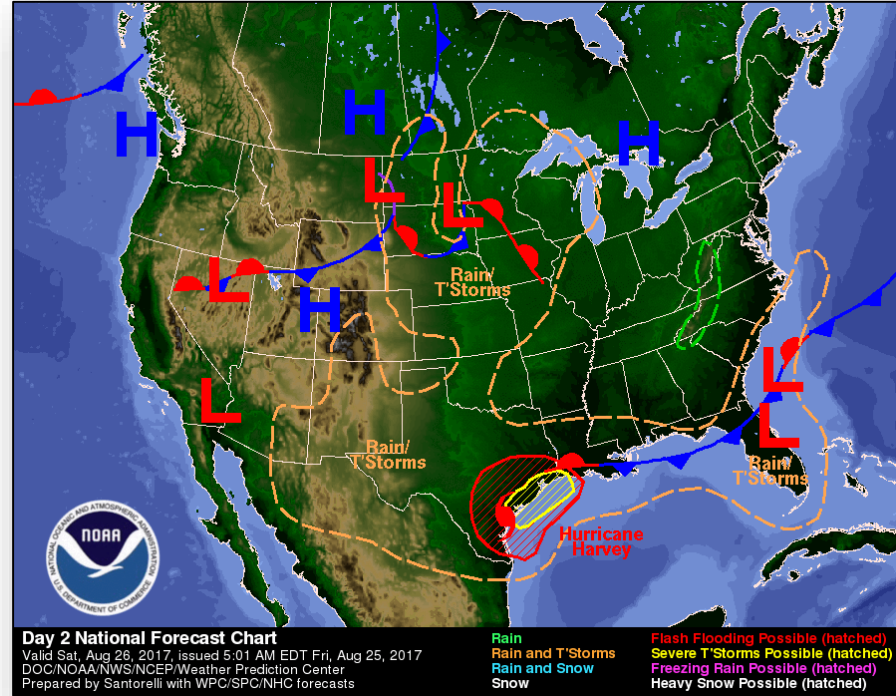 H
H
H
L
L
Rain/
T'Storms
L
H
L
L
Rain/
T'Storms
L
Rain/
T'Storms
Hurricane
Harvey
NATIONAL OCEANIC AND ATMOSPHERIC ADMINISTRATION
NOAA
U.S. DEPARTMENT OF COMMERCE
Day 2 National Forecast Chart
Valid Sat, Aug 26, 2017, issued 5:01 AM EDT Fri, Aug 25, 2017
DOC/NOAA/NWS/NCEP/Weather Prediction Center
Prepared by Santorelli with WPC/SPC/NHC forecasts
Rain
Rain and T'Storms
Rain and Snow
Snow
Flash Flooding Possible (hatched)
Severe T'Storms Possible (hatched)
Freezing Rain Possible (hatched)
Heavy Snow Possible (hatched)